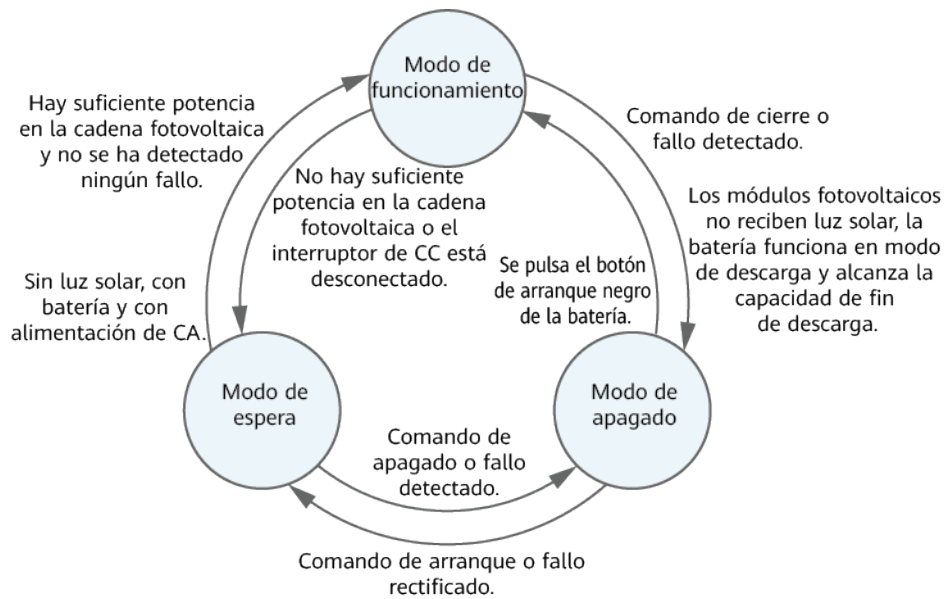 Modo de
funcionamiento
Hay suficiente potencia
en la cadena fotovoltaica
y no se ha detectado
ningún fallo.
Comando de cierre o
fallo detectado.
No hay suficiente
potencia en la cadena
fotovoltaica o el
interruptor de CC está
desconectado.
Los módulos fotovoltaicos
no reciben luz solar, la
batería funciona en modo
de descarga y alcanza la
capacidad de fin
de descarga.
Sin luz solar, con
batería y con
alimentación de CA.
Se pulsa el botón
de arranque negro
de la batería.
Modo de
espera
Modo de
apagado
Comando de
apagado o fallo
detectado.
Comando de arranque o fallo
rectificado.